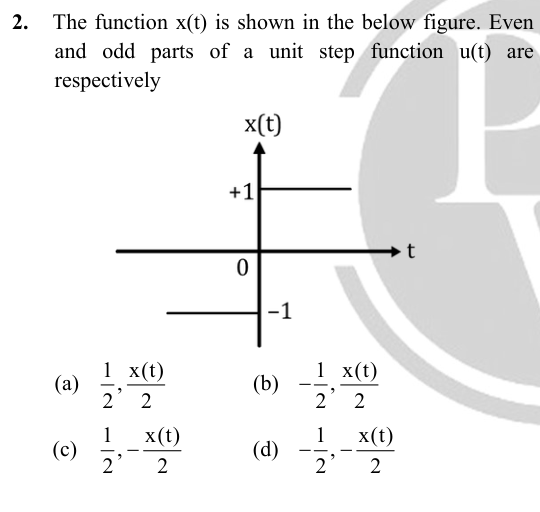 2. The function x(t) is shown in the below figure. Even
and odd parts of a unit step function u(t) are
respectively
x(t)
+1
t
0
−1
(a) 1/2, x(t)/2 (b) −1/2, x(t)/2
(c) 1/2, −x(t)/2 (d) −1/2, −x(t)/2